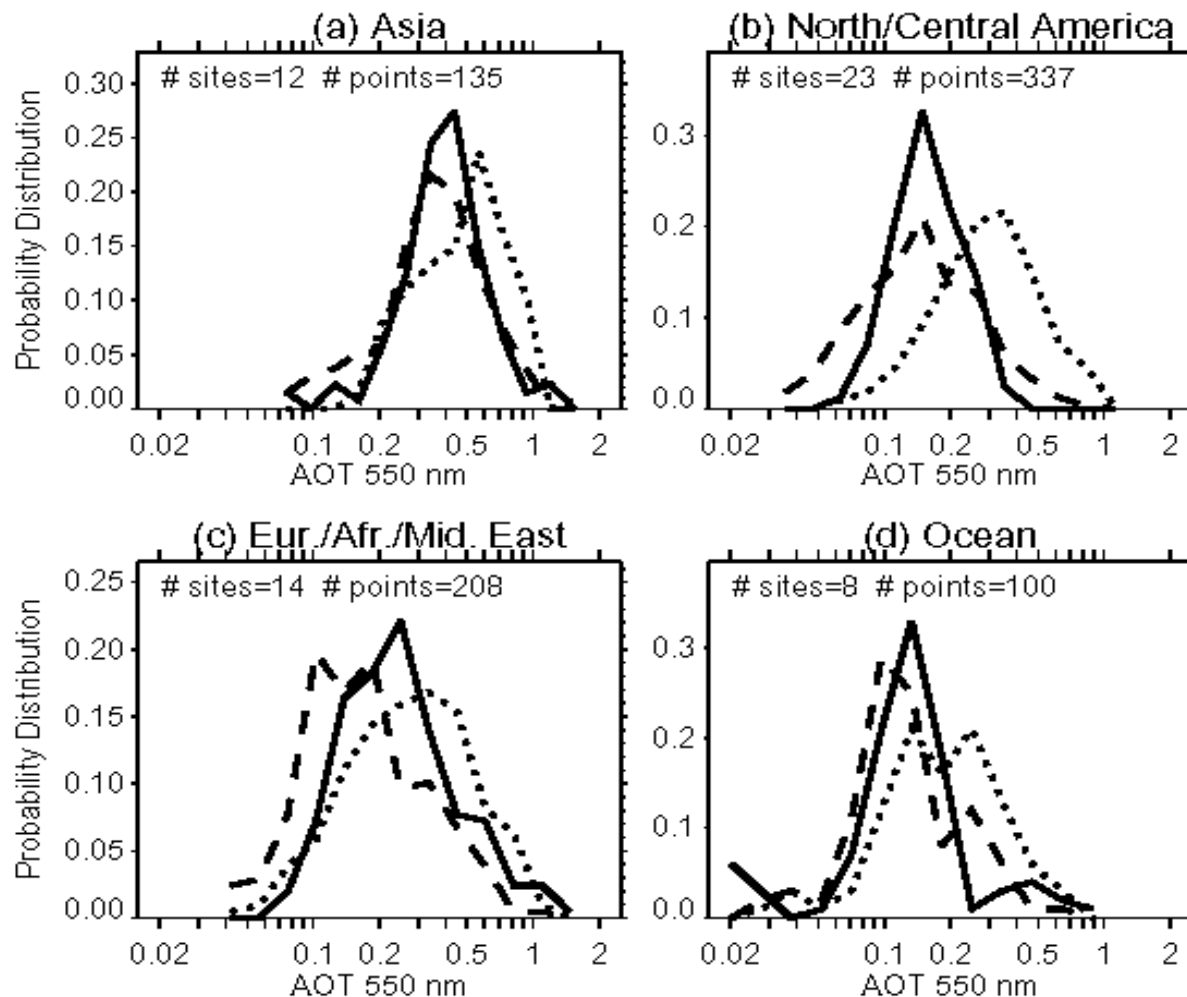 (a) Asia
# sites=12 # points=135
Probability Distribution
0.30
0.25
0.20
0.15
0.10
0.05
0.00
0.02 0.1 0.2 0.5 1 2
AOT 550 nm
(b) North/Central America
# sites=23 # points=337
0.3
0.2
0.1
0.0
0.02 0.1 0.2 0.5 1 2
AOT 550 nm
(c) Eur./Afr./Mid. East
# sites=14 # points=208
Probability Distribution
0.25
0.20
0.15
0.10
0.05
0.00
0.02 0.1 0.2 0.5 1 2
AOT 550 nm
(d) Ocean
# sites=8 # points=100
0.3
0.2
0.1
0.0
0.02 0.1 0.2 0.5 1 2
AOT 550 nm